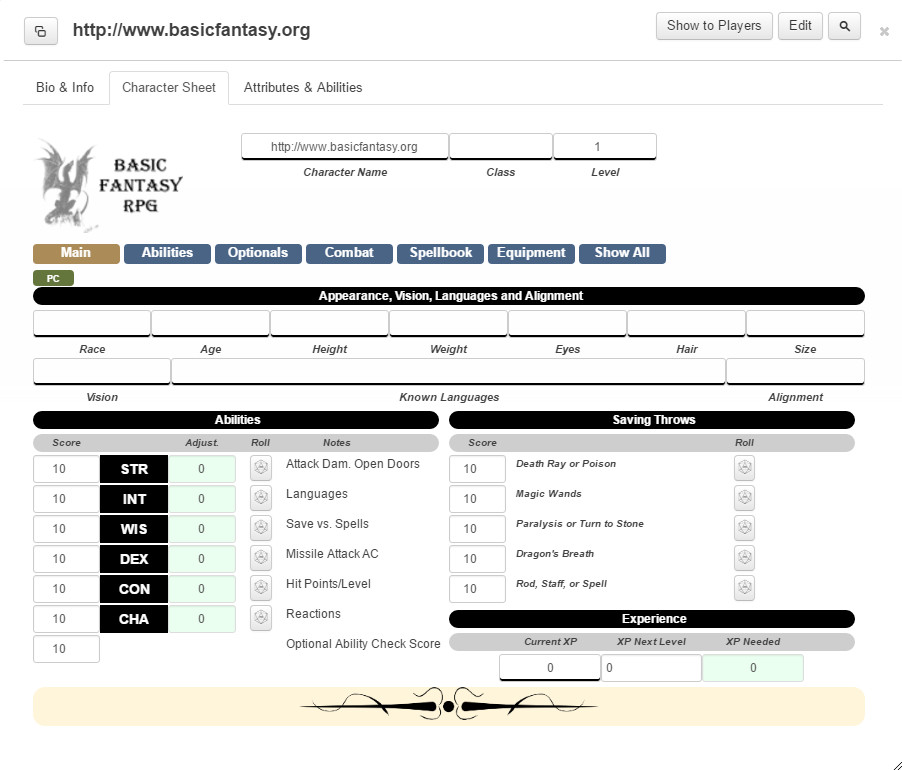 http://www.basicfantasy.org
Show to Players Edit
Bio & Info Character Sheet Attributes & Abilities
BASIC
FANTASY
RPG
http://www.basicfantasy.org 1
Character Name Class Level
Main Abilities Optionals Combat Spellbook Equipment Show All
PC
Appearance, Vision, Languages and Alignment
Race Age Height Weight Eyes Hair Size
Vision Known Languages Alignment
Abilities
Score Adjust. Roll Notes
10 STR 0 Attack Dam. Open Doors
10 INT 0 Languages
10 WIS 0 Save vs. Spells
10 DEX 0 Missile Attack AC
10 CON 0 Hit Points/Level
10 CHA 0 Reactions
10 Optional Ability Check Score
Saving Throws
Score Roll
10 Death Ray or Poison
10 Magic Wands
10 Paralysis or Turn to Stone
10 Dragon's Breath
10 Rod, Staff, or Spell
Experience
Current XP XP Next Level XP Needed
0 0 0